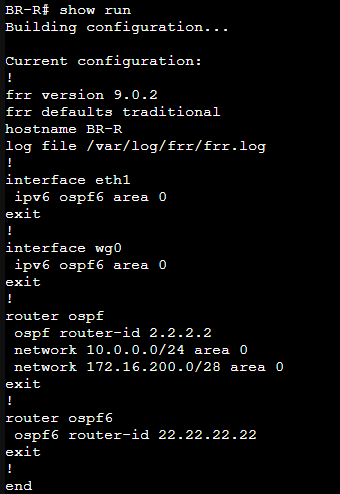 BR-R# show run
Building configuration...

Current configuration:
!
frr version 9.0.2
frr defaults traditional
hostname BR-R
log file /var/log/frr/frr.log
!
interface eth1
 ipv6 ospf6 area 0
exit
!
interface wg0
 ipv6 ospf6 area 0
exit
!
router ospf
 ospf router-id 2.2.2.2
 network 10.0.0.0/24 area 0
 network 172.16.200.0/28 area 0
exit
!
router ospf6
 ospf6 router-id 22.22.22.22
exit
!
end